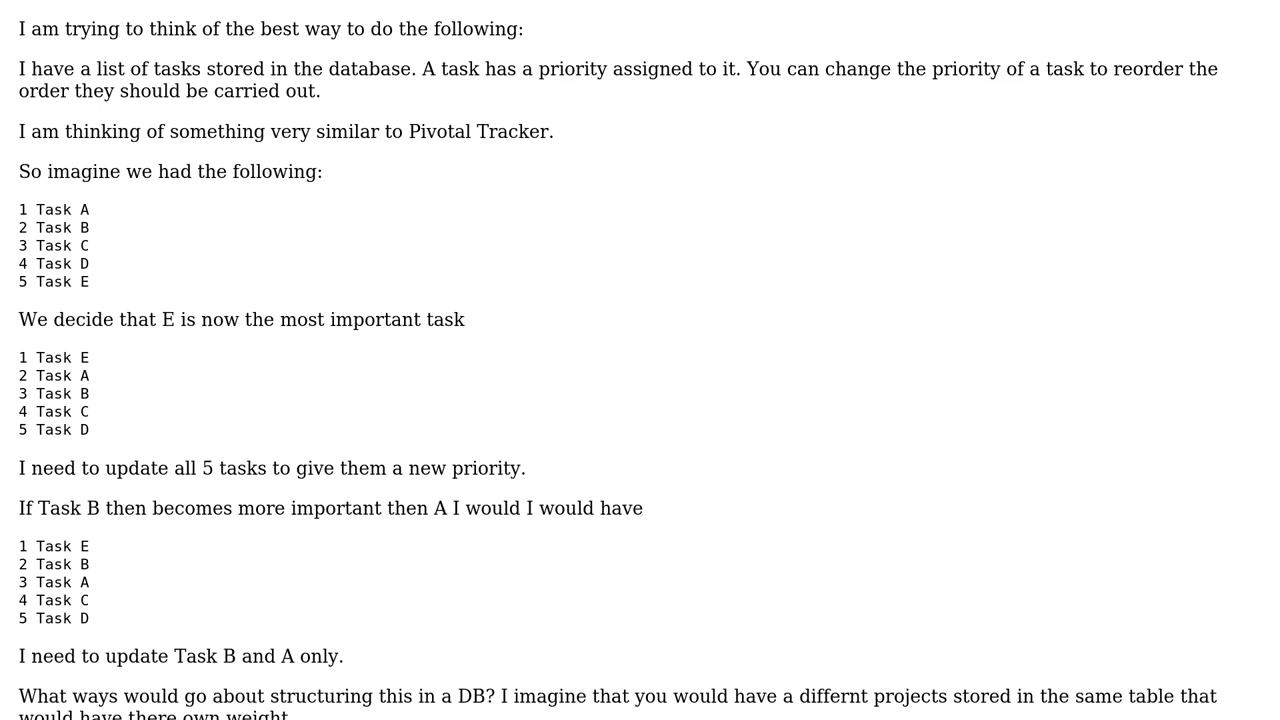 I am trying to think of the best way to do the following:
I have a list of tasks stored in the database. A task has a priority assigned to it. You can change the priority of a task to reorder the
order they should be carried out.
I am thinking of something very similar to Pivotal Tracker.
So imagine we had the following:
1 Task A
2 Task B
3 Task C
4 Task D
5 Task E
We decide that E is now the most important task
1 Task E
2 Task A
3 Task B
4 Task C
5 Task D
I need to update all 5 tasks to give them a new priority.
If Task B then becomes more important then A I would I would have
1 Task E
2 Task B
3 Task A
4 Task C
5 Task D
I need to update Task B and A only.
What ways would go about structuring this in a DB? I imagine that you would have a differnt projects stored in the same table that
would have there own weight